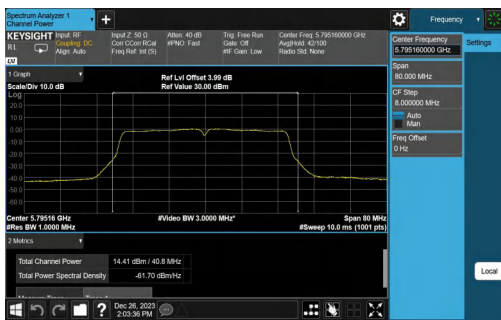 Spectrum Analyzer 1
Channel Power
+
Frequency
KEYSIGHT
Input: RF
Coupling: DC
Align: Auto
Input Z: 50 Ω
Corr CCorr RCal
Freq Ref: Int (S)
Atten: 40 dB
#PNO: Fast
Trig: Free Run
Gate: Off
#IF Gain: Low
Center Freq: 5.795160000 GHz
Avg|Hold: 42/100
Radio Std: None
RL
LXI
Center Frequency
5.795160000 GHz
Settings
Span
80.000 MHz
CF Step
8.000000 MHz
Auto
Man
Freq Offset
0 Hz
1 Graph
Scale/Div 10.0 dB
Ref Lvl Offset 3.99 dB
Ref Value 30.00 dBm
Log
20.0
10.0
0.00
-10.0
-20.0
-30.0
-40.0
-50.0
-60.0
Center 5.79516 GHz
#Res BW 1.0000 MHz
#Video BW 3.0000 MHz*
Span 80 MHz
#Sweep 10.0 ms (1001 pts)
2 Metrics
Total Channel Power 14.41 dBm / 40.8 MHz
Total Power Spectral Density -61.70 dBm/Hz
Local
?
Dec 26, 2023
2:03:36 PM